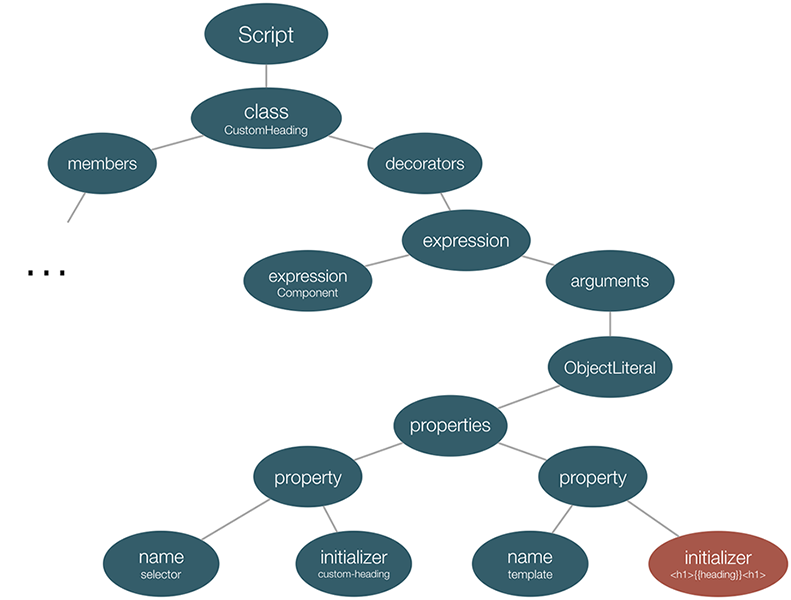 Script
class
CustomHeading
members
decorators
expression
expression
Component
arguments
...
ObjectLiteral
properties
property
property
name
selector
initializer
custom-heading
name
template
initializer
<h1>{{heading}}<h1>